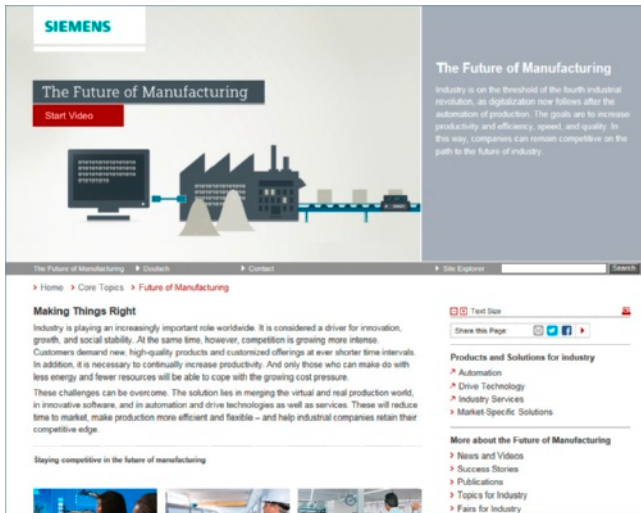 SIEMENS
The Future of Manufacturing
Start Video
The Future of Manufacturing
Industry is on the threshold of the fourth industrial
revolution, as digitalization now follows after the
automation of production. The goals are to increase
productivity and efficiency, speed, and quality. In
this way, companies can remain competitive on the
path to the future of industry.
The Future of Manufacturing
Deutsch
Contact
Site Explorer
Search
Home
Core Topics
Future of Manufacturing
Making Things Right
Industry is playing an increasingly important role worldwide. It is considered a driver for innovation,
growth, and social stability. At the same time, however, competition is growing more intense.
Customers demand new, high-quality products and customized offerings at ever shorter time intervals.
In addition, it is necessary to continually increase productivity. And only those who can make do with
less energy and fewer resources will be able to cope with the growing cost pressure.
These challenges can be overcome. The solution lies in merging the virtual and real production world,
in innovative software, and in automation and drive technologies as well as services. These will reduce
time to market, make production more efficient and flexible – and help industrial companies retain their
competitive edge.
Staying competitive in the future of manufacturing
Text Size
Share this Page:
Products and Solutions for industry
Automation
Drive Technology
Industry Services
Market-Specific Solutions
More about the Future of Manufacturing
News and Videos
Success Stories
Publications
Topics for Industry
Fairs for Industry